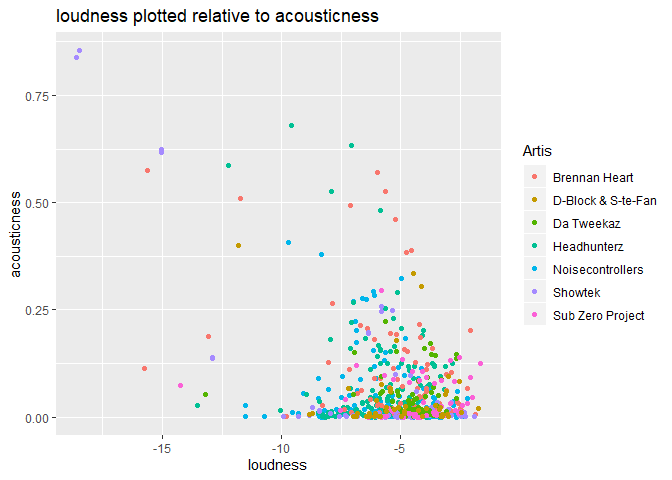 loudness plotted relative to acousticness
acousticness
0.75
0.50
0.25
0.00
-15
-10
-5
loudness
Artis
Brennan Heart
D-Block & S-te-Fan
Da Tweekaz
Headhunterz
Noisecontrollers
Showtek
Sub Zero Project